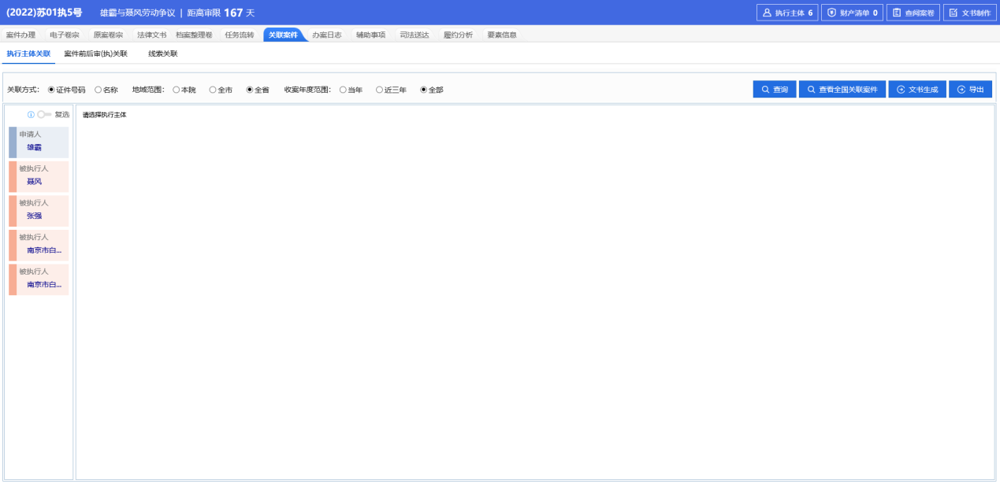 (2022)苏01执5号 雄霸与聂风劳动争议 | 距离审限 167 天 执行主体 6 财产清单 0 查阅案卷 文书制作
案件办理 电子卷宗 原案卷宗 法律文书 档案整理卷 任务流转 关联案件 办案日志 辅助事项 司法送达 履约分析 要素信息
执行主体关联 案件前后审(执)关联 线索关联
关联方式: 证件号码 名称 地域范围: 本院 全市 全省 收案年度范围: 当年 近三年 全部 查询 查看全国关联案件 文书生成 导出
复选 请选择执行主体
申请人
雄霸
被执行人
聂风
被执行人
张强
被执行人
南京市白...
被执行人
南京市白...